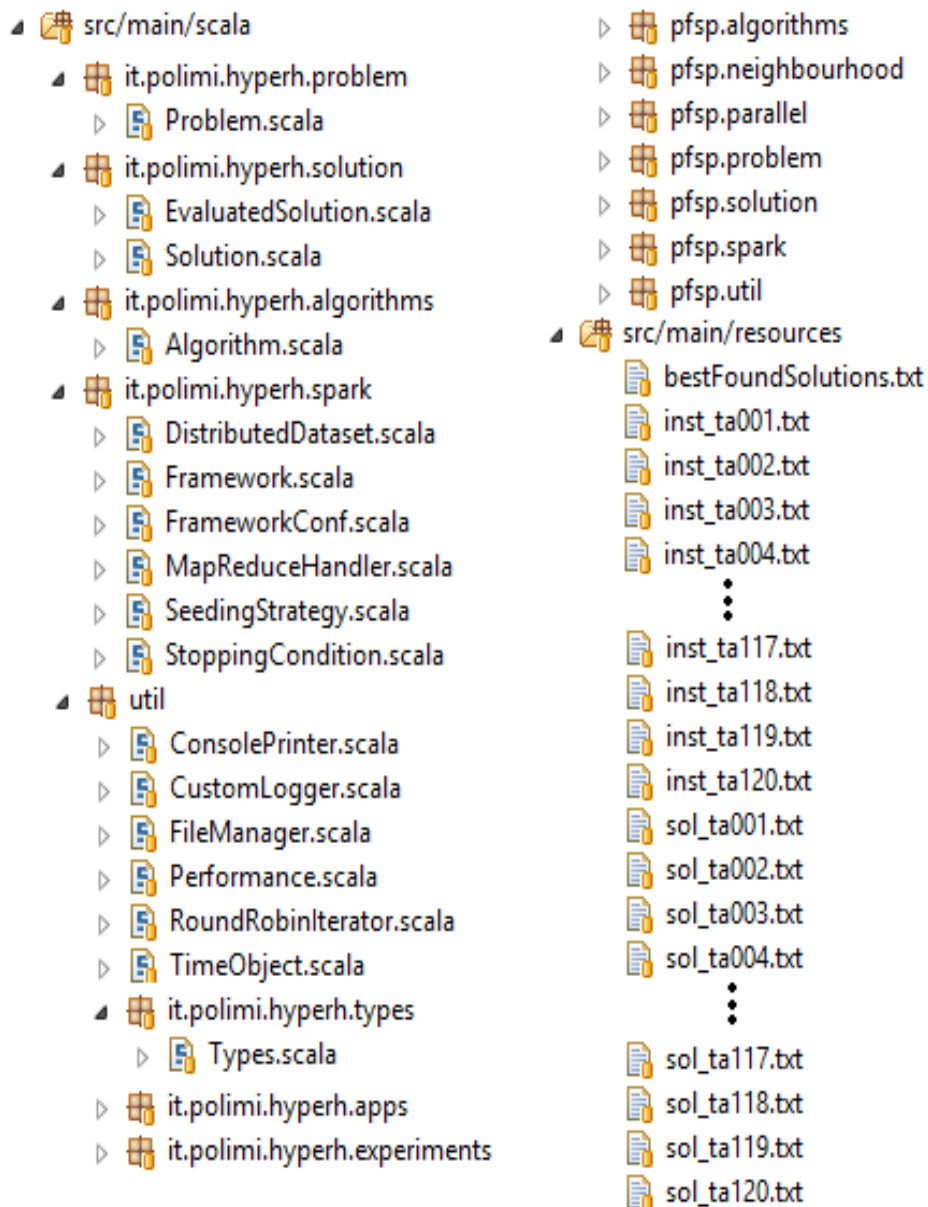 src/main/scala
it.polimi.hyperh.problem
Problem.scala
it.polimi.hyperh.solution
EvaluatedSolution.scala
Solution.scala
it.polimi.hyperh.algorithms
Algorithm.scala
it.polimi.hyperh.spark
DistributedDataset.scala
Framework.scala
FrameworkConf.scala
MapReduceHandler.scala
SeedingStrategy.scala
StoppingCondition.scala
util
ConsolePrinter.scala
CustomLogger.scala
FileManager.scala
Performance.scala
RoundRobinIterator.scala
TimeObject.scala
it.polimi.hyperh.types
Types.scala
it.polimi.hyperh.apps
it.polimi.hyperh.experiments
pfsp.algorithms
pfsp.neighbourhood
pfsp.parallel
pfsp.problem
pfsp.solution
pfsp.spark
pfsp.util
src/main/resources
bestFoundSolutions.txt
inst_ta001.txt
inst_ta002.txt
inst_ta003.txt
inst_ta004.txt
inst_ta117.txt
inst_ta118.txt
inst_ta119.txt
inst_ta120.txt
sol_ta001.txt
sol_ta002.txt
sol_ta003.txt
sol_ta004.txt
sol_ta117.txt
sol_ta118.txt
sol_ta119.txt
sol_ta120.txt